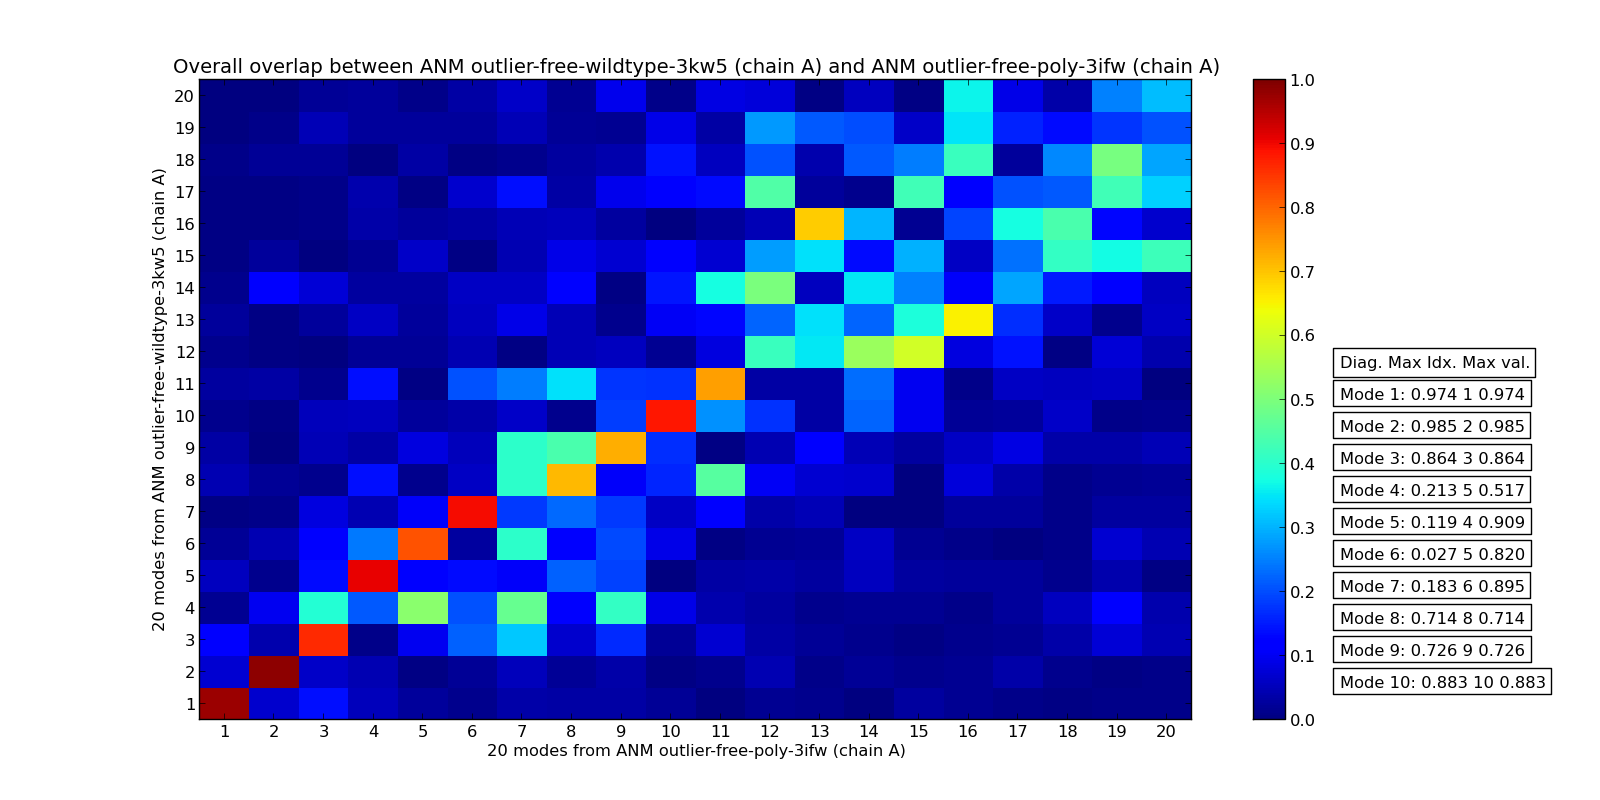 Overall overlap between ANM outlier-free-wildtype-3kw5 (chain A) and ANM outlier-free-poly-3ifw (chain A)
20 modes from ANM outlier-free-wildtype-3kw5 (chain A)
20
19
18
17
16
15
14
13
12
11
10
9
8
7
6
5
4
3
2
1
1 2 3 4 5 6 7 8 9 10 11 12 13 14 15 16 17 18 19 20
20 modes from ANM outlier-free-poly-3ifw (chain A)
1.0
0.9
0.8
0.7
0.6
0.5
0.4
0.3
0.2
0.1
0.0
Diag. Max Idx. Max val.
Mode 1: 0.974 1 0.974
Mode 2: 0.985 2 0.985
Mode 3: 0.864 3 0.864
Mode 4: 0.213 5 0.517
Mode 5: 0.119 4 0.909
Mode 6: 0.027 5 0.820
Mode 7: 0.183 6 0.895
Mode 8: 0.714 8 0.714
Mode 9: 0.726 9 0.726
Mode 10: 0.883 10 0.883